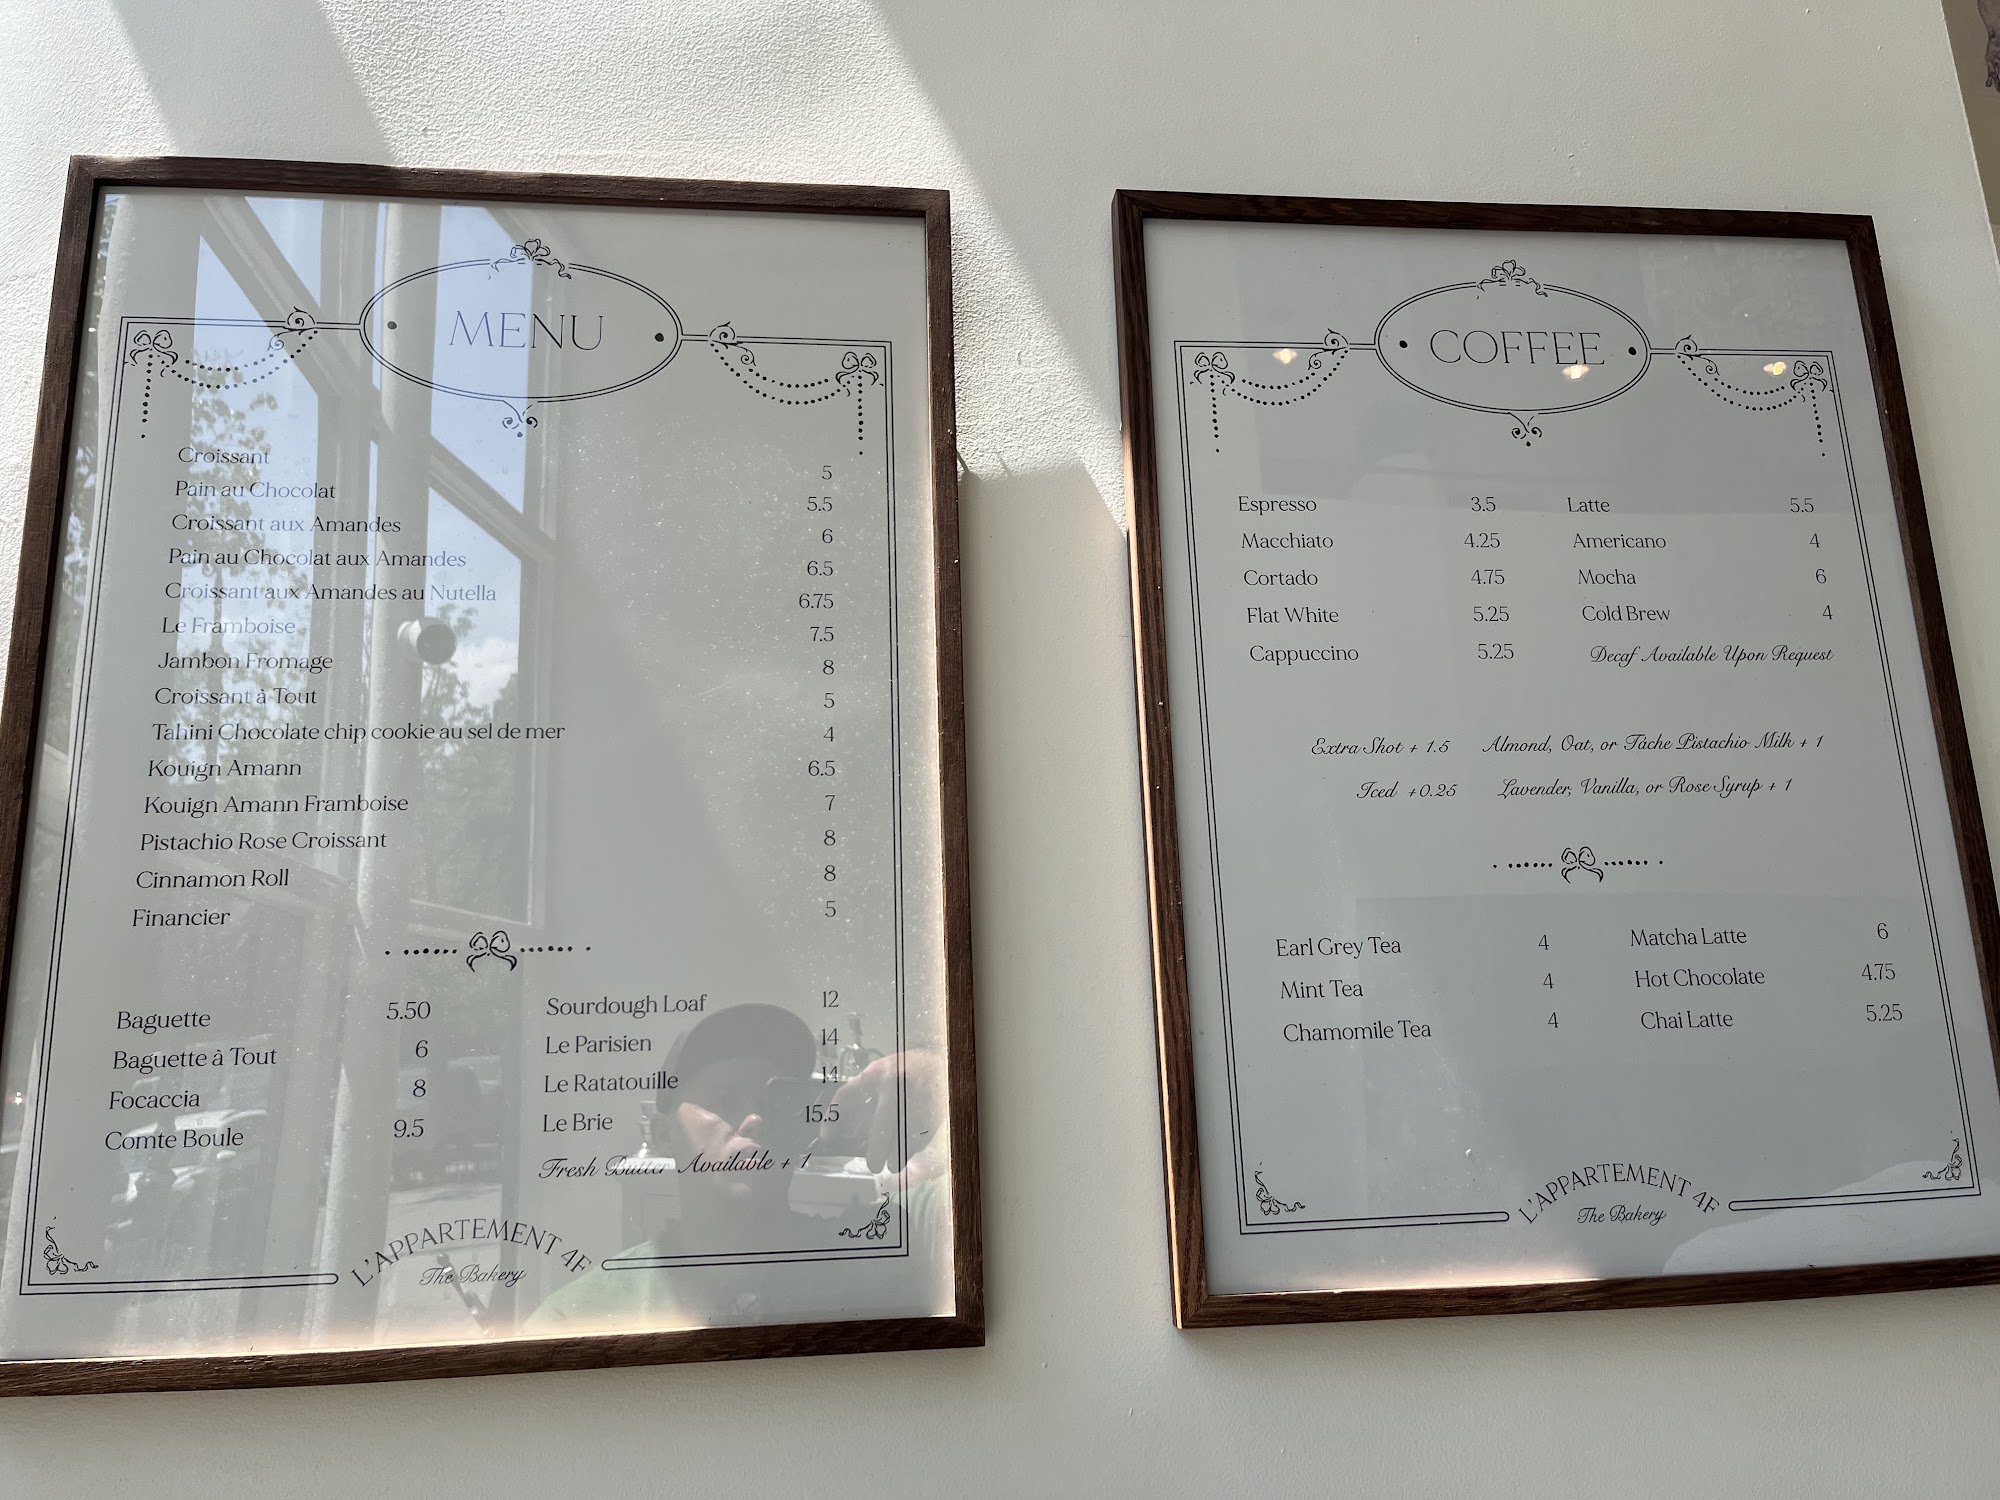 MENU
Croissant 5
Pain au Chocolat 5.5
Croissant aux Amandes 6
Pain au Chocolat aux Amandes 6.5
Croissant aux Amandes au Nutella 6.75
Le Framboise 7.5
Jambon Fromage 8
Croissant à Tout 5
Tahini Chocolate chip cookie au sel de mer 4
Kouign Amann 6.5
Kouign Amann Framboise 7
Pistachio Rose Croissant 8
Cinnamon Roll 8
Financier 5
Baguette 5.50
Baguette à Tout 6
Focaccia 8
Comte Boule 9.5
Sourdough Loaf 12
Le Parisien 14
Le Ratatouille 14
Le Brie 15.5
Fresh Butter Available + 1
L'APPARTEMENT 4F
The Bakery
COFFEE
Espresso 3.5
Macchiato 4.25
Cortado 4.75
Flat White 5.25
Cappuccino 5.25
Latte 5.5
Americano 4
Mocha 6
Cold Brew 4
Decaf Available Upon Request
Extra Shot + 1.5 Almond, Oat, or Táche Pistachio Milk + 1
Iced +0.25 Lavender, Vanilla, or Rose Syrup + 1
Earl Grey Tea 4
Mint Tea 4
Chamomile Tea 4
Matcha Latte 6
Hot Chocolate 4.75
Chai Latte 5.25
L'APPARTEMENT 4F
The Bakery